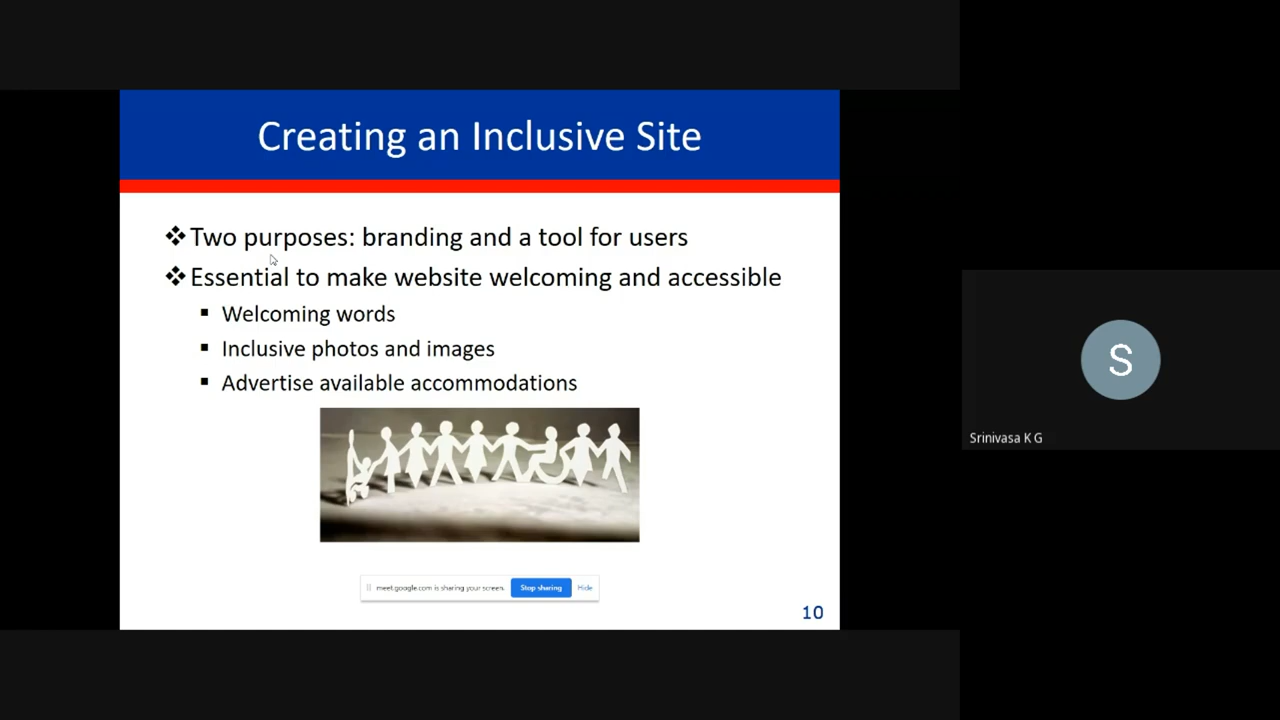 Creating an Inclusive Site
❖ Two purposes: branding and a tool for users
❖ Essential to make website welcoming and accessible
▪ Welcoming words
▪ Inclusive photos and images
▪ Advertise available accommodations
meet.google.com is sharing your screen. Stop sharing Hide
10
S
Srinivasa K G